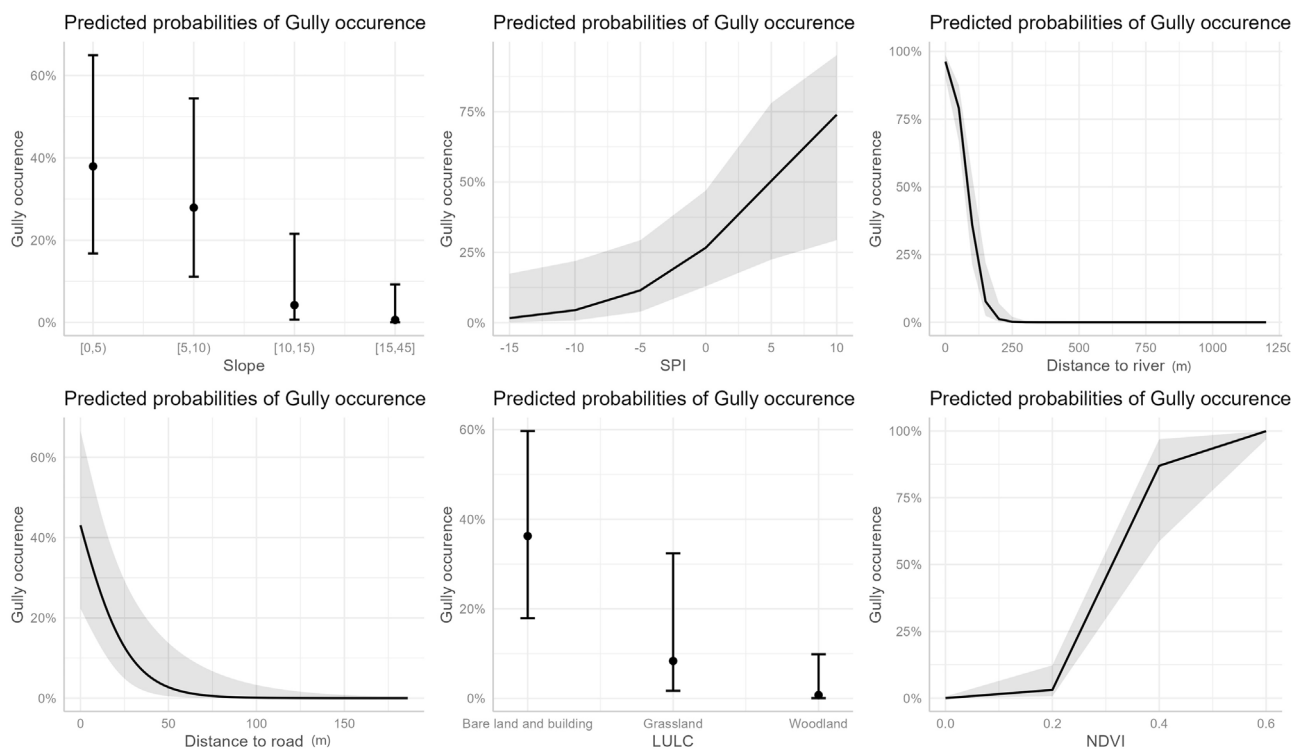 Predicted probabilities of Gully occurence
Gully occurence
60%
40%
20%
0%
[0,5)
[5,10)
[10,15)
[15,45]
Slope
Predicted probabilities of Gully occurence
Gully occurence
75%
50%
25%
0%
-15
-10
-5
0
5
10
SPI
Predicted probabilities of Gully occurence
Gully occurence
100%
75%
50%
25%
0%
0
250
500
750
1000
1250
Distance to river (m)
Predicted probabilities of Gully occurence
Gully occurence
60%
40%
20%
0%
0
50
100
150
Distance to road (m)
Predicted probabilities of Gully occurence
Gully occurence
60%
40%
20%
0%
Bare land and building
Grassland
Woodland
LULC
Predicted probabilities of Gully occurence
Gully occurence
100%
75%
50%
25%
0%
0.0
0.2
0.4
0.6
NDVI